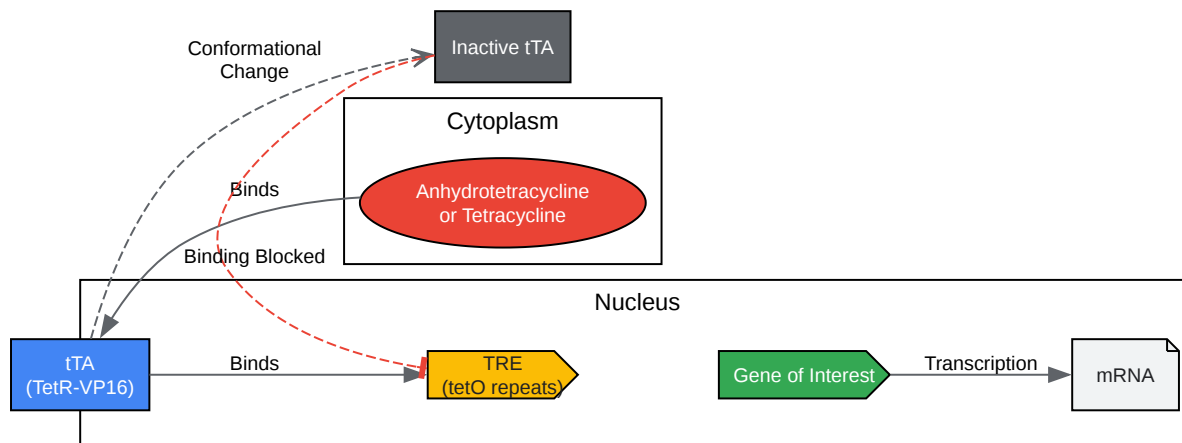 Conformational
Change
Inactive tTA
Cytoplasm
Binds
Anhydrotetracycline
or Tetracycline
Binding Blocked
Nucleus
tTA
(TetR-VP16)
Binds
TRE
(tetO repeats)
Gene of Interest
Transcription
mRNA